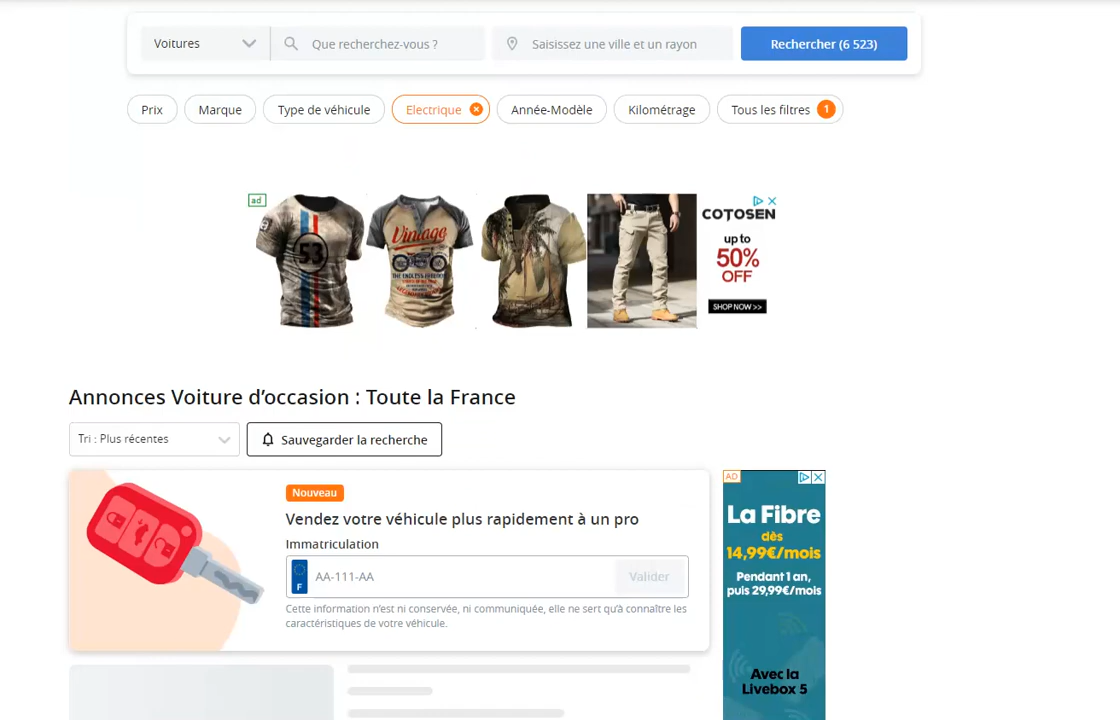 Voitures
Que recherchez-vous ?
Saisissez une ville et un rayon
Rechercher (6 523)
Prix
Marque
Type de véhicule
Electrique
Année-Modèle
Kilométrage
Tous les filtres 1
ad
53
Vintage
COTOSEN
up to
50%
OFF
SHOP NOW >>
Annonces Voiture d’occasion : Toute la France
Tri : Plus récentes
Sauvegarder la recherche
Nouveau
Vendez votre véhicule plus rapidement à un pro
Immatriculation
F
AA-111-AA
Valider
Cette information n’est ni conservée, ni communiquée, elle ne sert qu’à connaître les
caractéristiques de votre véhicule.
AD
La Fibre
dès
14,99€/mois
Pendant 1 an,
puis 29,99€/mois
Avec la
Livebox 5